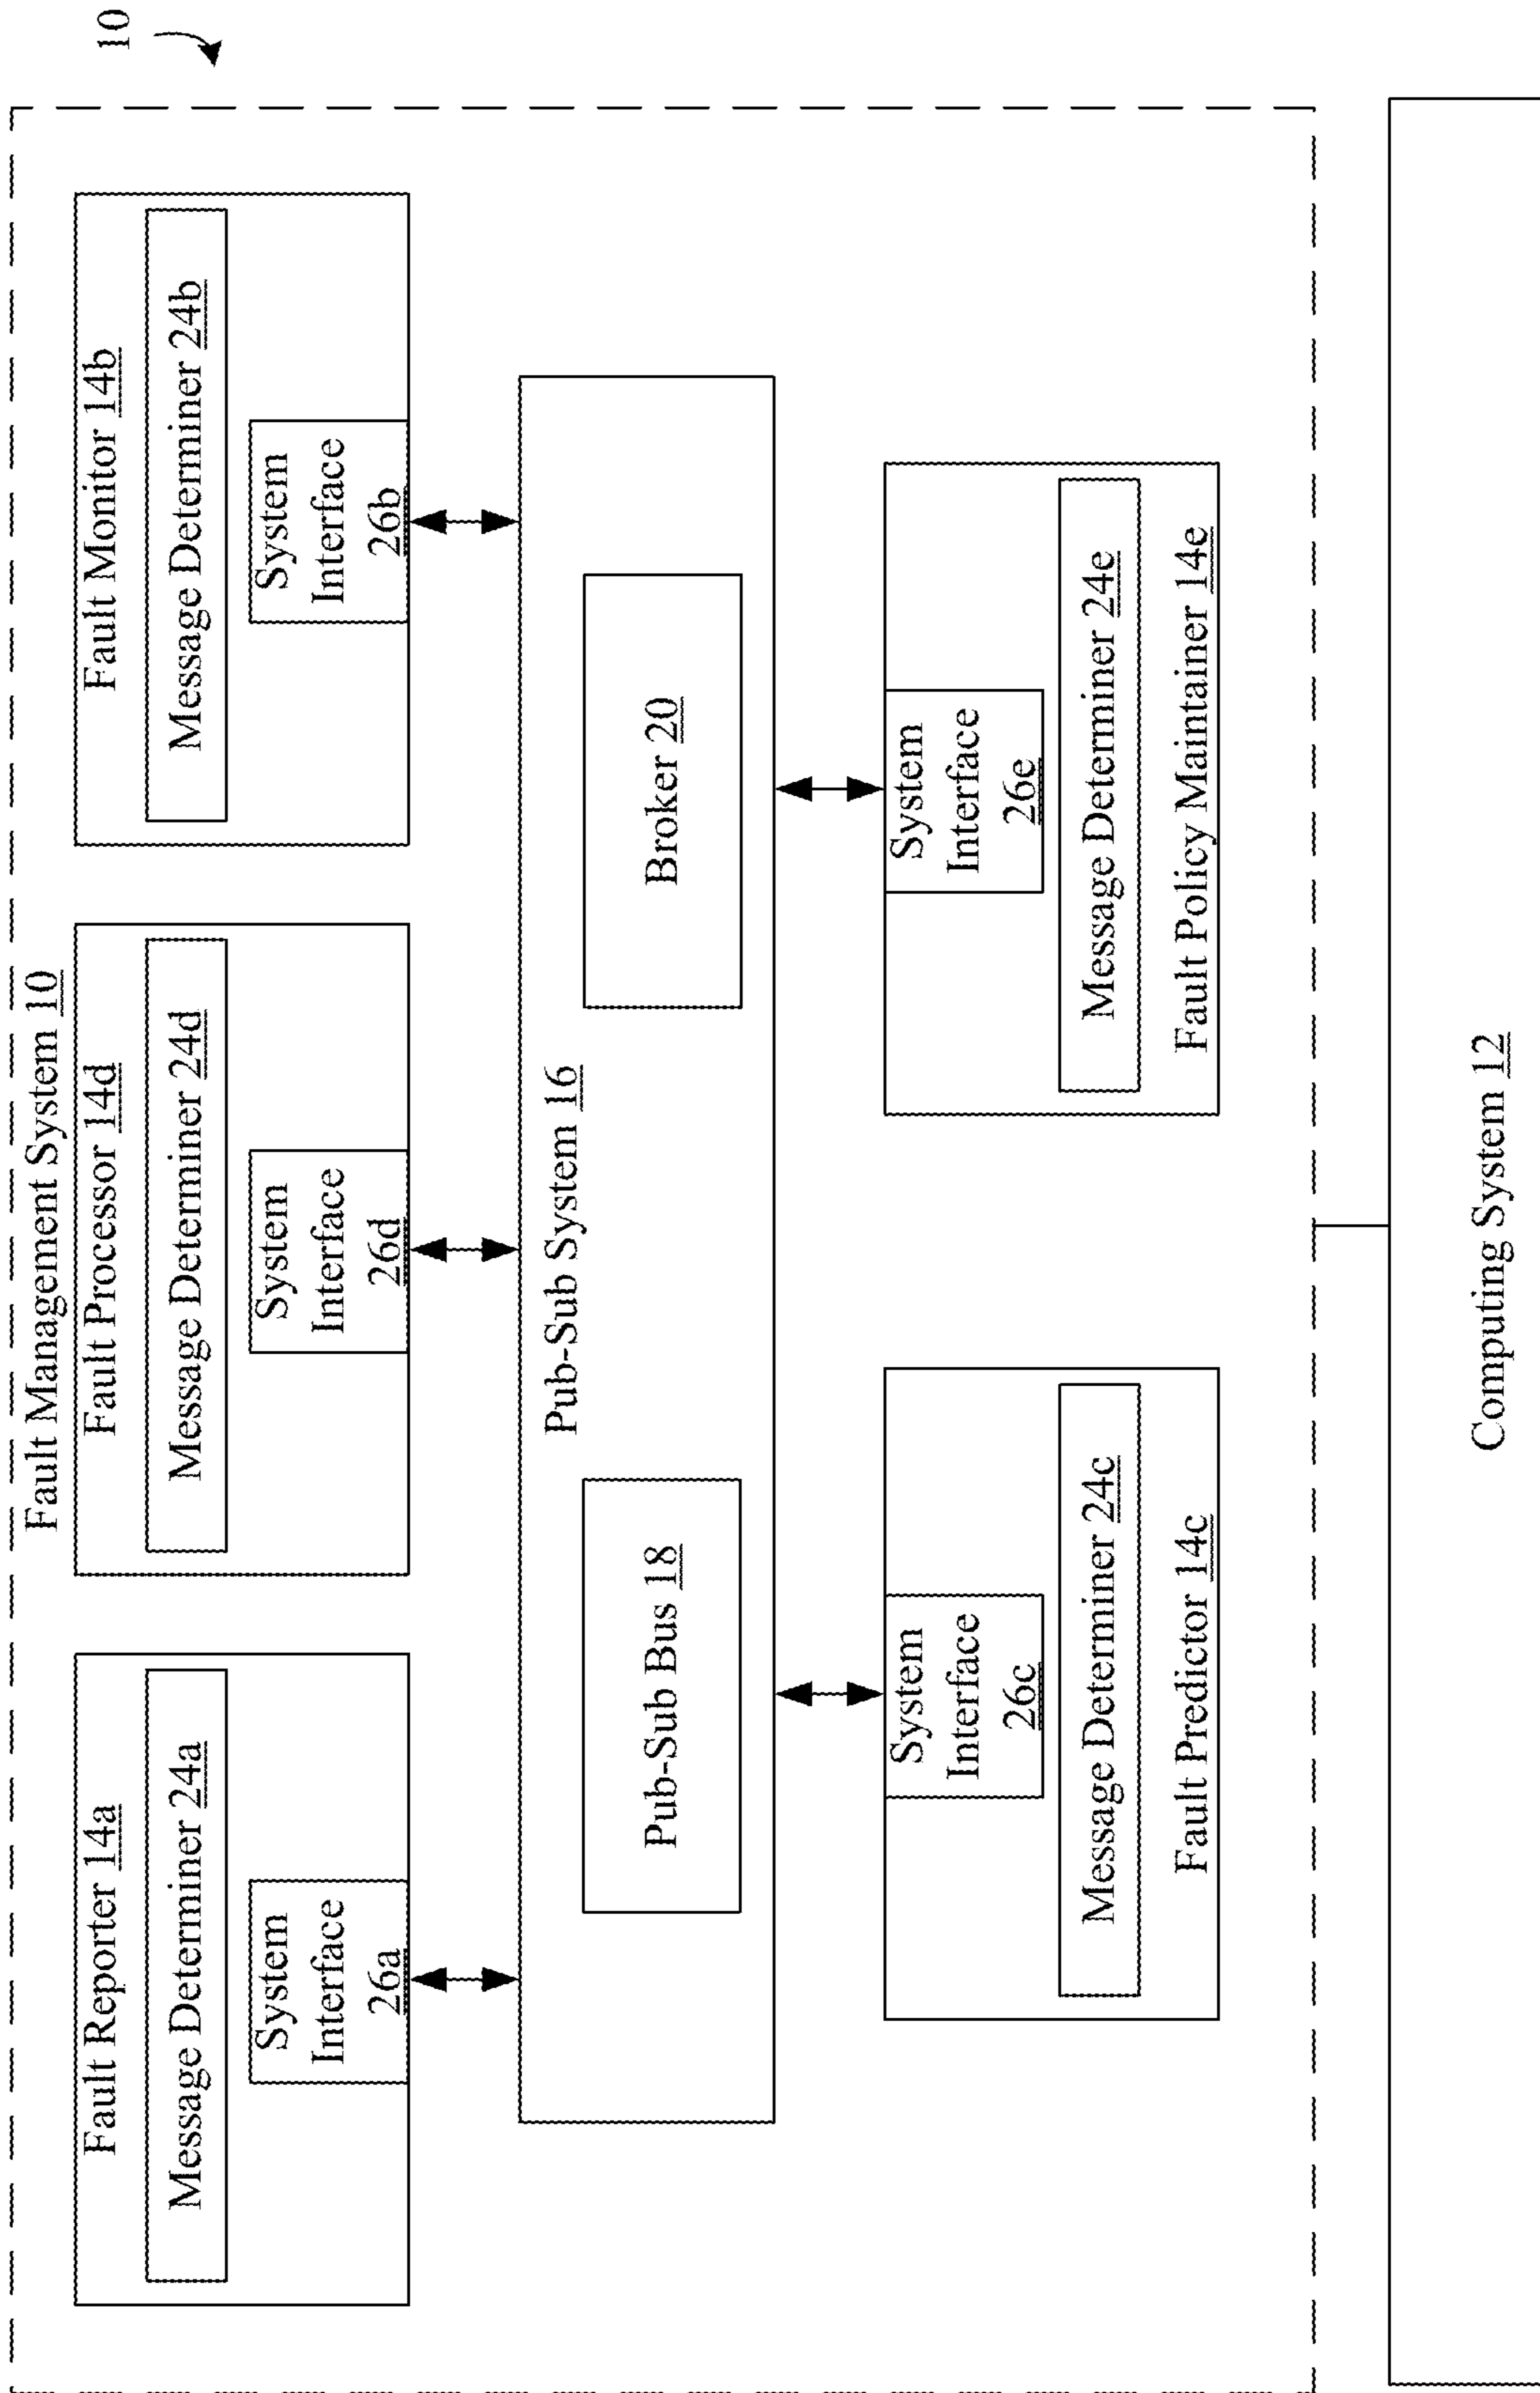 10
Fault Management System 10
Fault Reporter 14a
Message Determiner 24a
System
Interface
26a
Fault Processor 14d
Message Determiner 24d
System
Interface
26d
Fault Monitor 14b
Message Determiner 24b
System
Interface
26b
Pub-Sub System 16
Pub-Sub Bus 18
Broker 20
System
Interface
26c
Message Determiner 24c
Fault Predictor 14c
System
Interface
26e
Message Determiner 24e
Fault Policy Maintainer 14e
Computing System 12